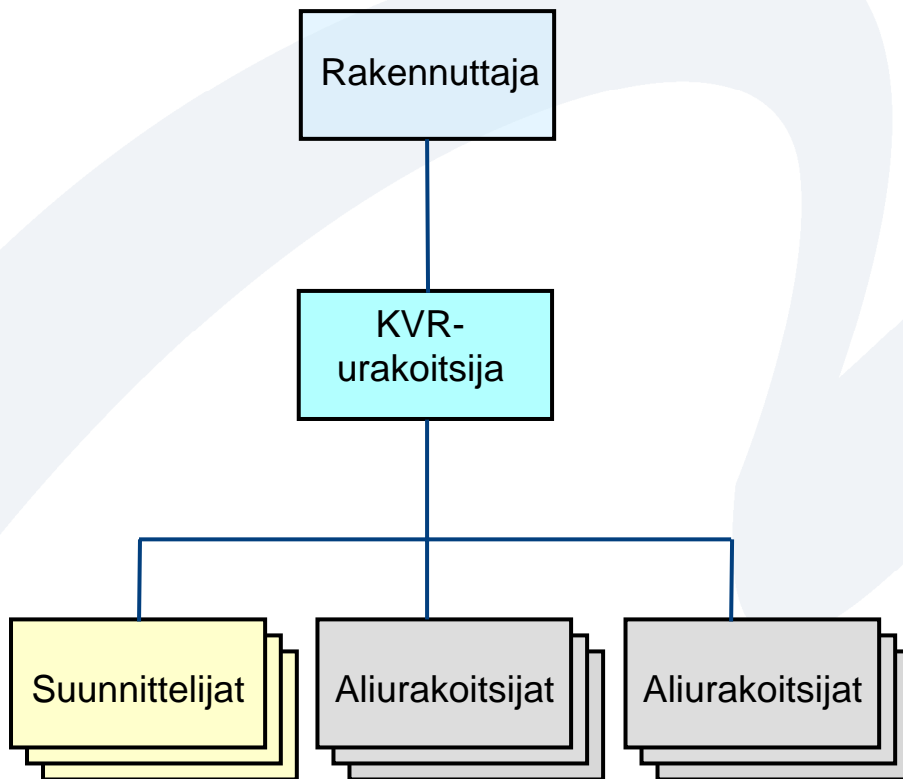 Rakennuttaja
KVR-
urakoitsija
Suunnittelijat
Aliurakoitsijat
Aliurakoitsijat